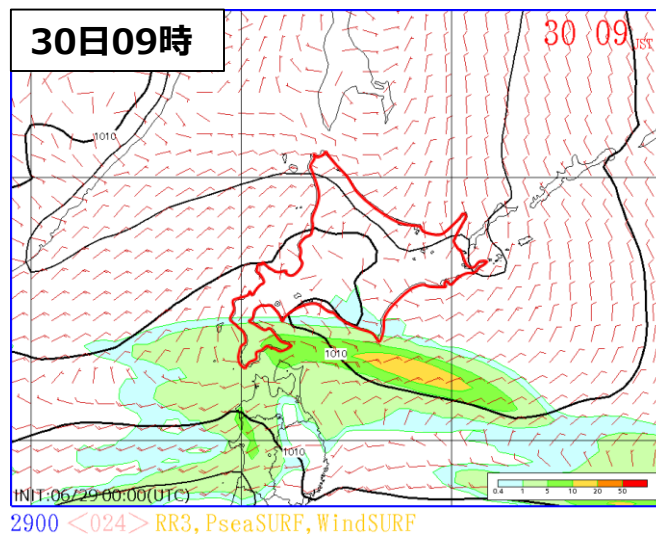 30日09時
30 09 JST
1010
1010
1010
INIT:06/29 00:00(UTC)
0.4 1 5 10 20 50
2900 <024> RR3,PseaSURF,WindSURF